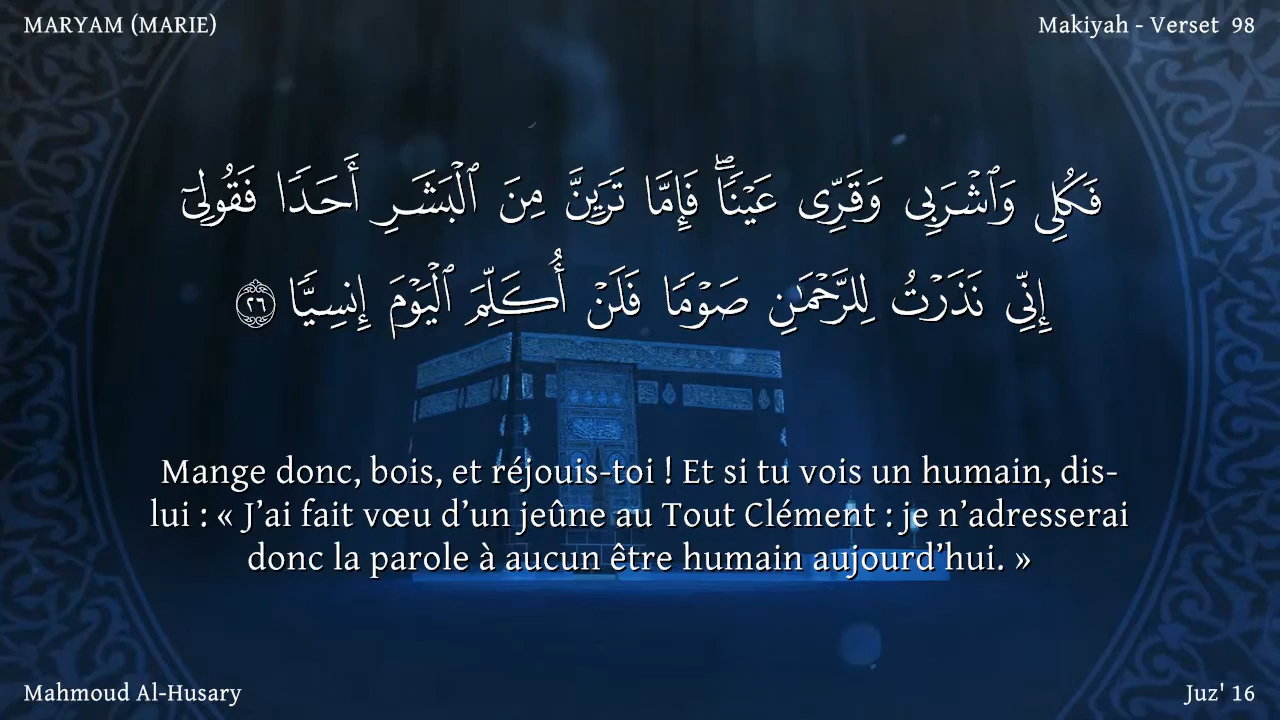 MARYAM (MARIE)
Makiyah - Verset 98
فَكُلِى وَٱشْرَبِى وَقَرِّى عَيْنًا ۖ فَإِمَّا تَرَيِنَّ مِنَ ٱلْبَشَرِ أَحَدًا فَقُولِىٓ
إِنِّى نَذَرْتُ لِلرَّحْمَـٰنِ صَوْمًا فَلَنْ أُكَلِّمَ ٱلْيَوْمَ إِنسِيًّا ٢٦
Mange donc, bois, et réjouis-toi ! Et si tu vois un humain, dis-
lui : « J’ai fait vœu d’un jeûne au Tout Clément : je n’adresserai
donc la parole à aucun être humain aujourd’hui. »
Mahmoud Al-Husary
Juz' 16